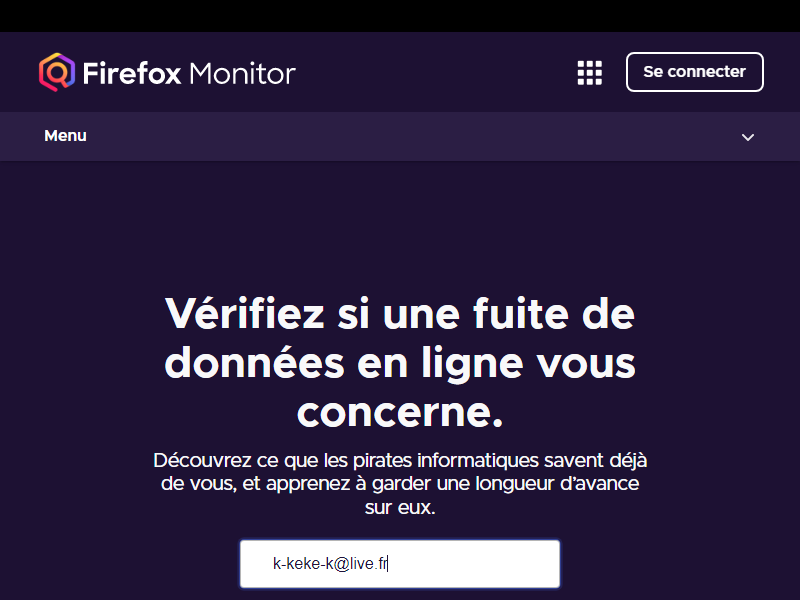 Firefox Monitor
Se connecter
Menu
Vérifiez si une fuite de
données en ligne vous
concerne.
Découvrez ce que les pirates informatiques savent déjà
de vous, et apprenez à garder une longueur d’avance
sur eux.
k-keke-k@live.fr